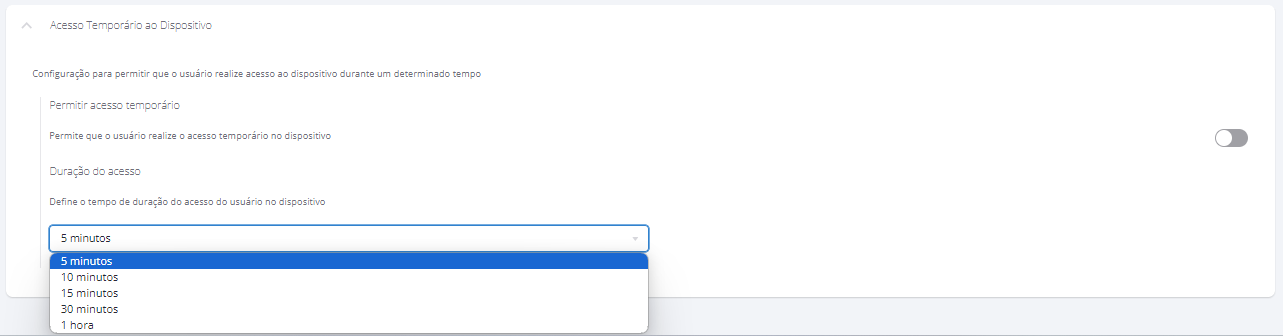 Acesso Temporário ao Dispositivo
Configuração para permitir que o usuário realize acesso ao dispositivo durante um determinado tempo
Permitir acesso temporário
Permite que o usuário realize o acesso temporário no dispositivo
Duração do acesso
Define o tempo de duração do acesso do usuário no dispositivo
5 minutos
5 minutos
10 minutos
15 minutos
30 minutos
1 hora